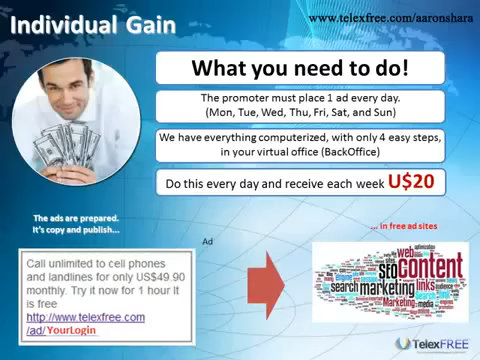 Individual Gain
www.telexfree.com/aaronshara
What you need to do!
The promoter must place 1 ad every day.
(Mon, Tue, Wed, Thu, Fri, Sat, and Sun)
We have everything computerized, with only 4 easy steps,
in your virtual office (BackOffice)
Do this every day and receive each week U$20
The ads are prepared.
It's copy and publish...
Ad
... in free ad sites
Call unlimited to cell phones
and landlines for only US$49.90
monthly. Try it now for 1 hour It
is free
http://www.telexfree.com
/ad/YourLogin
web
optimization
seo content
search marketing links
TelexFREE